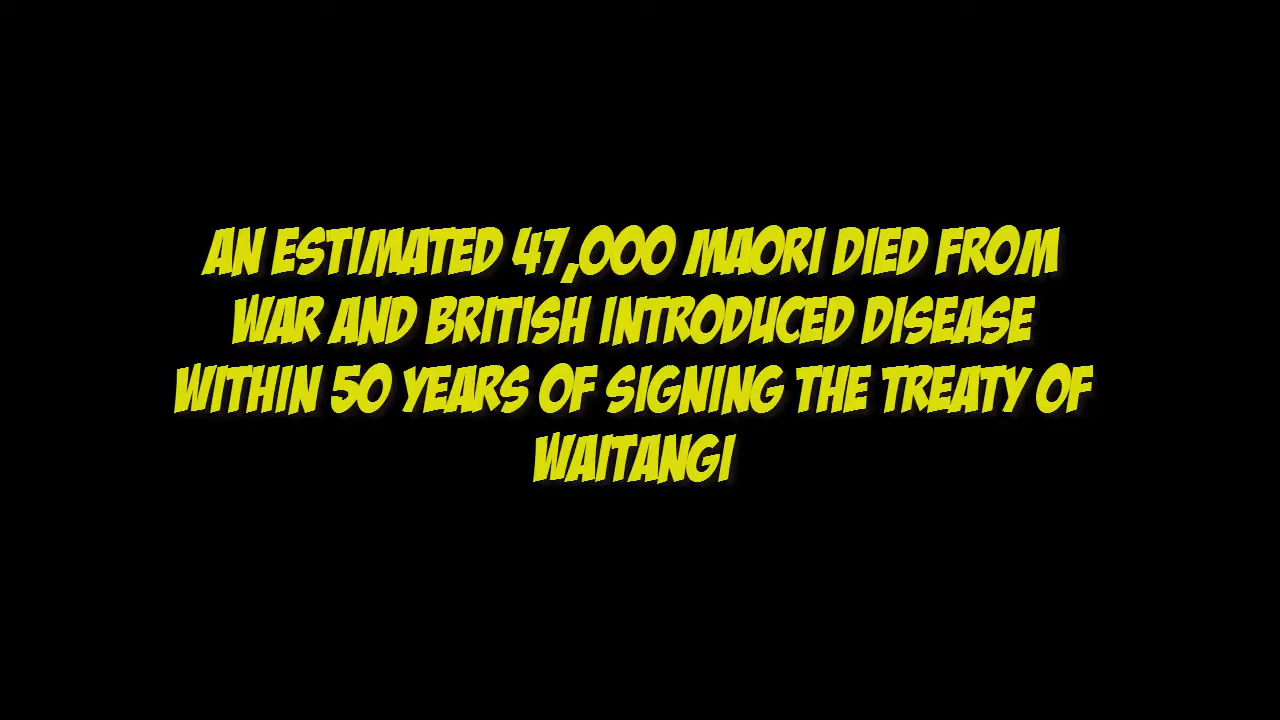 AN ESTIMATED 47,000 MAORI DIED FROM
WAR AND BRITISH INTRODUCED DISEASE
WITHIN 50 YEARS OF SIGNING THE TREATY OF
WAITANGI